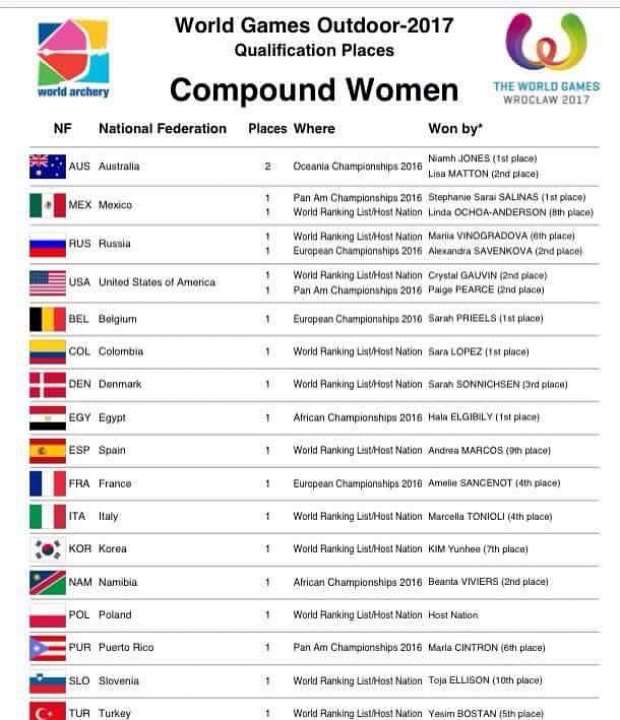 World Games Outdoor-2017
Qualification Places
Compound Women
world archery
THE WORLD GAMES
WROCŁAW 2017
NF National Federation Places Where Won by*
AUS Australia 2 Oceania Championships 2016 Niamh JONES (1st place)
Lisa MATTON (2nd place)
MEX Mexico 1 Pan Am Championships 2016 Stephanie Sarai SALINAS (1st place)
1 World Ranking List/Host Nation Linda OCHOA-ANDERSON (8th place)
RUS Russia 1 World Ranking List/Host Nation Mariia VINOGRADOVA (6th place)
1 European Championships 2016 Alexandra SAVENKOVA (2nd place)
USA United States of America 1 World Ranking List/Host Nation Crystal GAUVIN (2nd place)
1 Pan Am Championships 2016 Paige PEARCE (2nd place)
BEL Belgium 1 European Championships 2016 Sarah PRIEELS (1st place)
COL Colombia 1 World Ranking List/Host Nation Sara LOPEZ (1st place)
DEN Denmark 1 World Ranking List/Host Nation Sarah SONNICHSEN (3rd place)
EGY Egypt 1 African Championships 2016 Hala ELGIBILY (1st place)
ESP Spain 1 World Ranking List/Host Nation Andrea MARCOS (9th place)
FRA France 1 European Championships 2016 Amelie SANCENOT (4th place)
ITA Italy 1 World Ranking List/Host Nation Marcella TONIOLI (4th place)
KOR Korea 1 World Ranking List/Host Nation KIM Yunhee (7th place)
NAM Namibia 1 African Championships 2016 Beanta VIVIERS (2nd place)
POL Poland 1 World Ranking List/Host Nation Host Nation
PUR Puerto Rico 1 Pan Am Championships 2016 Marla CINTRON (6th place)
SLO Slovenia 1 World Ranking List/Host Nation Toja ELLISON (10th place)
TUR Turkey 1 World Ranking List/Host Nation Yesim BOSTAN (5th place)